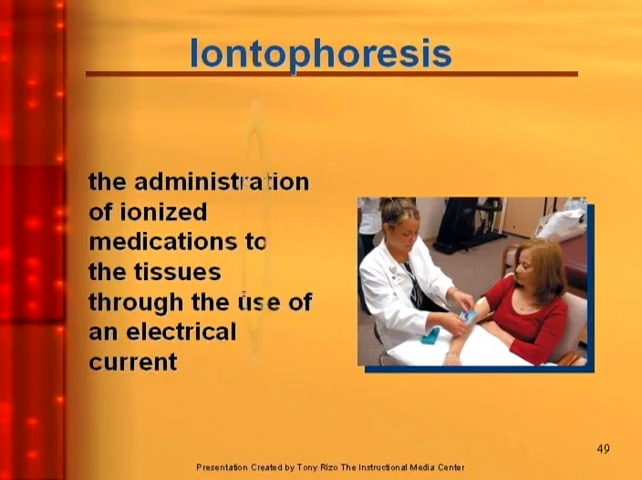 Iontophoresis
the administration
of ionized
medications to
the tissues
through the use of
an electrical
current
49
Presentation Created by Tony Rizo The Instructional Media Center